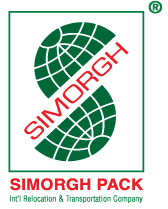 ®
SIMORGH
SIMORGH PACK
Int'l Relocation & Transportation Company